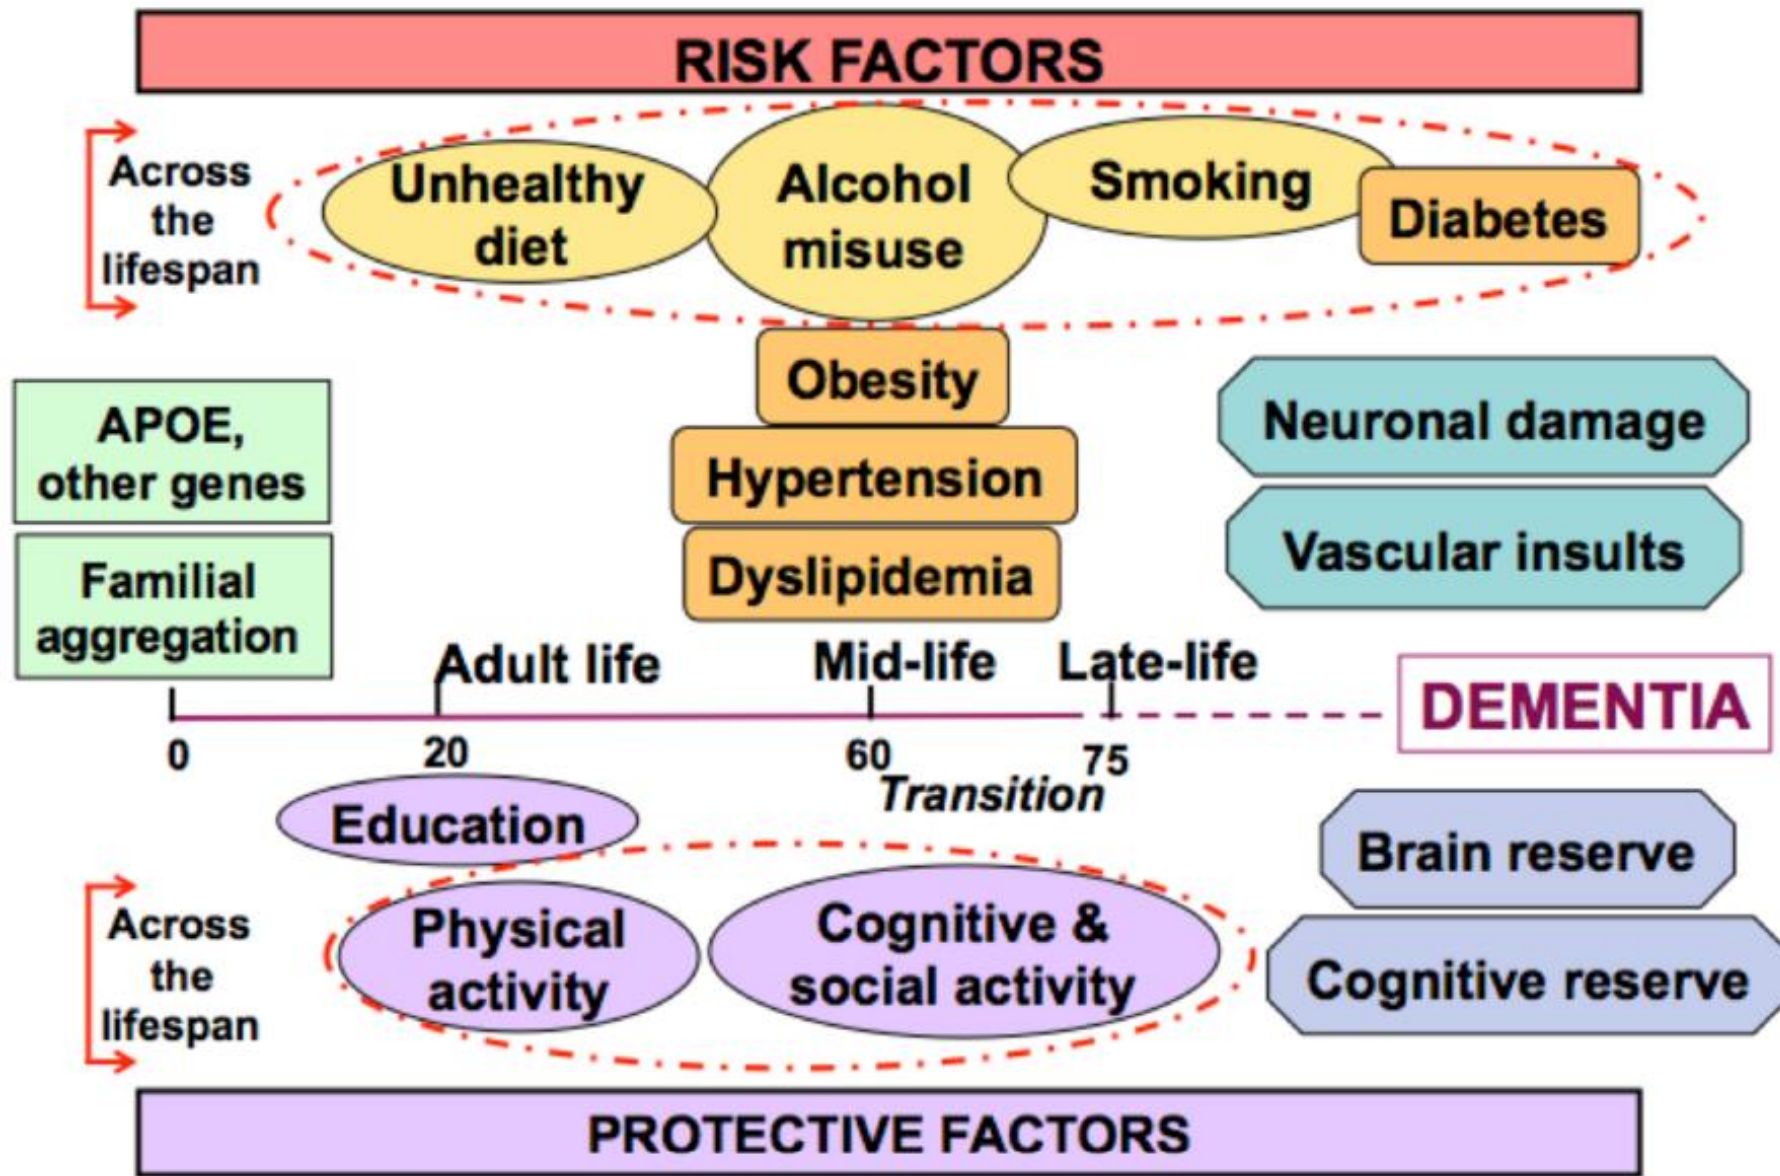 RISK FACTORS
Across
the
lifespan
Unhealthy
diet
Alcohol
misuse
Smoking
Diabetes
Obesity
Hypertension
Dyslipidemia
APOE,
other genes
Familial
aggregation
Neuronal damage
Vascular insults
Adult life
Mid-life
Late-life
DEMENTIA
0
20
60
75
Transition
Education
Across
the
lifespan
Physical
activity
Cognitive &
social activity
Brain reserve
Cognitive reserve
PROTECTIVE FACTORS